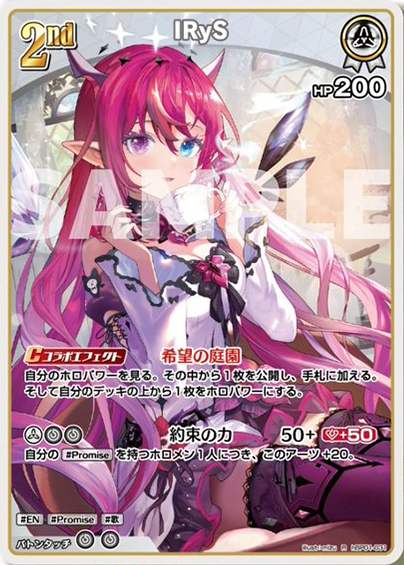 2nd
IRyS
HP200
SAMPLE
コラボエフェクト 希望の庭園
自分のホロパワーを見る。その中から1枚を公開し、手札に加える。
そして自分のデッキの上から1枚をホロパワーにする。
約束の力 50+ +50
自分の #Promise を持つホロメン1人につき、このアーツ+20。
#EN #Promise #歌
バトンタッチ
illust:mizu R hBP01-031